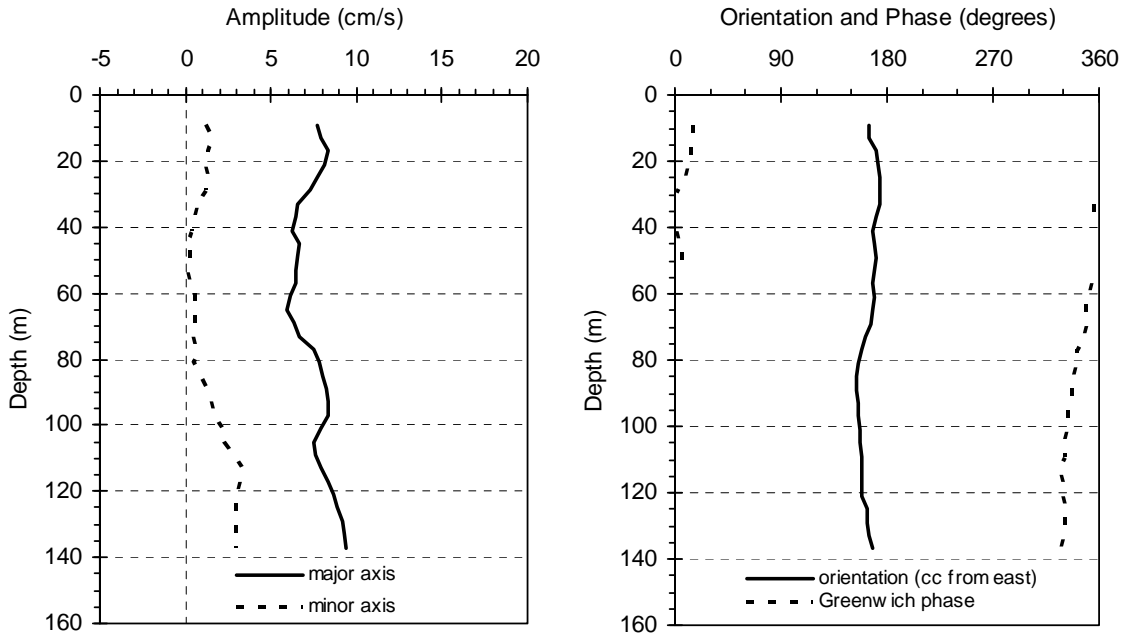 Amplitude (cm/s)
-5 0 5 10 15 20
0
20
40
60
80
100
120
140
160
Depth (m)
major axis
minor axis
Orientation and Phase (degrees)
0 90 180 270 360
0
20
40
60
80
100
120
140
160
Depth (m)
orientation (cc from east)
Greenwich phase